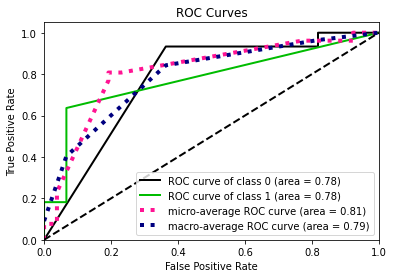 ROC Curves
True Positive Rate
1.0
0.8
0.6
0.4
0.2
0.0
ROC curve of class 0 (area = 0.78)
ROC curve of class 1 (area = 0.78)
micro-average ROC curve (area = 0.81)
macro-average ROC curve (area = 0.79)
0.0 0.2 0.4 0.6 0.8 1.0
False Positive Rate